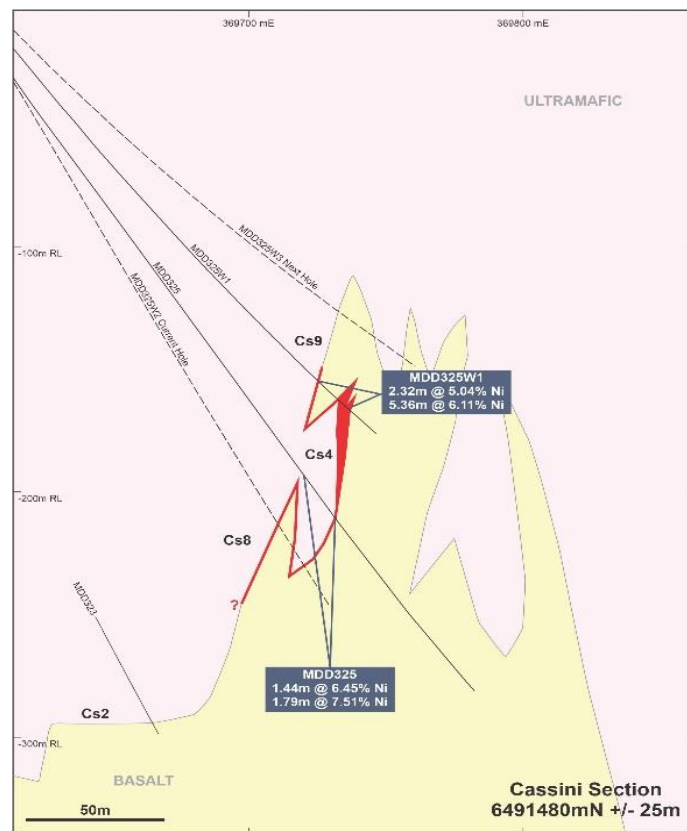 369700 mE
369800 mE
ULTRAMAFIC
-100m RL
MDD325W3 Next Hole
MDD325W1
MDD325
MDD325W2 Current Hole
Cs9
MDD325W1
2.32m @ 5.04% Ni
5.36m @ 6.11% Ni
Cs4
-200m RL
Cs8
?
MDD323
MDD325
1.44m @ 6.45% Ni
1.79m @ 7.51% Ni
Cs2
-300m RL
BASALT
50m
Cassini Section
6491480mN +/- 25m